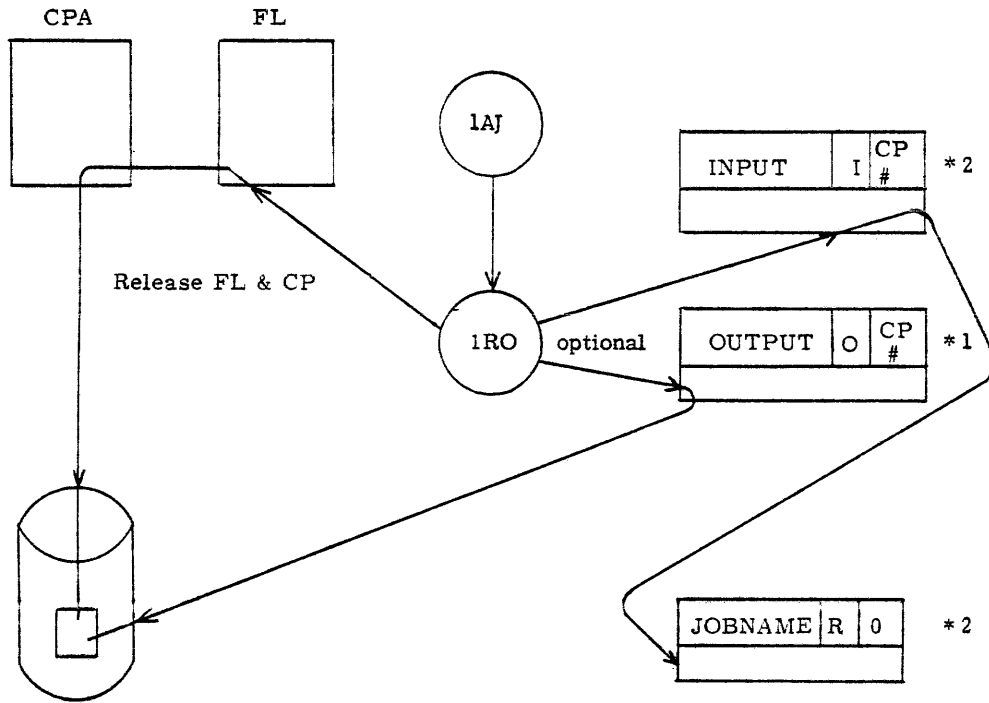 CPA
FL
1AJ
INPUT I CP # *2
Release FL & CP
1RO
optional
OUTPUT O CP # *1
JOBNAME R 0 *2